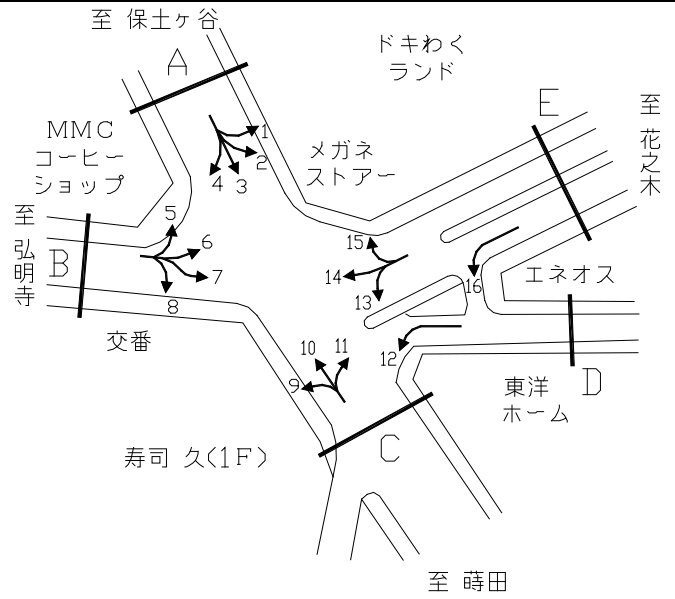 至 保土ヶ谷
A
ドキわく
ランド
E
至 花之木
MMC
コーヒー
ショップ
メガネ
ストアー
1
2
3
4
至 弘明寺
B
5
6
7
8
15
14
13
16
エネオス
交番
10
11
9
12
D
東洋
ホーム
C
寿司 久(1F)
至 蒔田